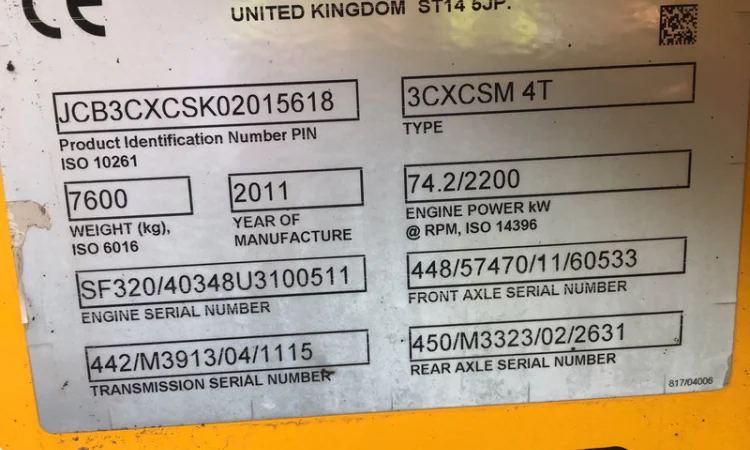 CE
UNITED KINGDOM ST14 5JP.
JCB3CXCSK02015618
3CXCSM 4T
Product Identification Number PIN
ISO 10261
TYPE
7600
2011
74.2/2200
WEIGHT (kg),
ISO 6016
YEAR OF
MANUFACTURE
ENGINE POWER kW
@ RPM, ISO 14396
SF320/40348U3100511
448/57470/11/60533
ENGINE SERIAL NUMBER
FRONT AXLE SERIAL NUMBER
442/M3913/04/1115
450/M3323/02/2631
TRANSMISSION SERIAL NUMBER
REAR AXLE SERIAL NUMBER
817/04006